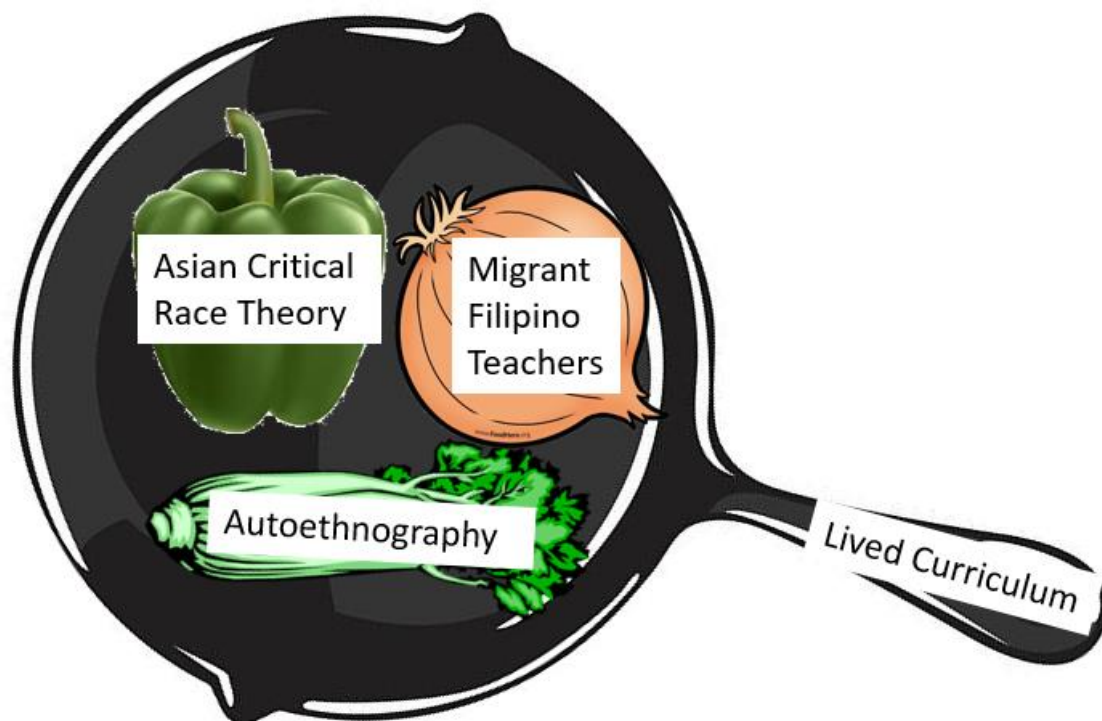 Asian Critical
Race Theory
Migrant
Filipino
Teachers
Autoethnography
Lived Curriculum